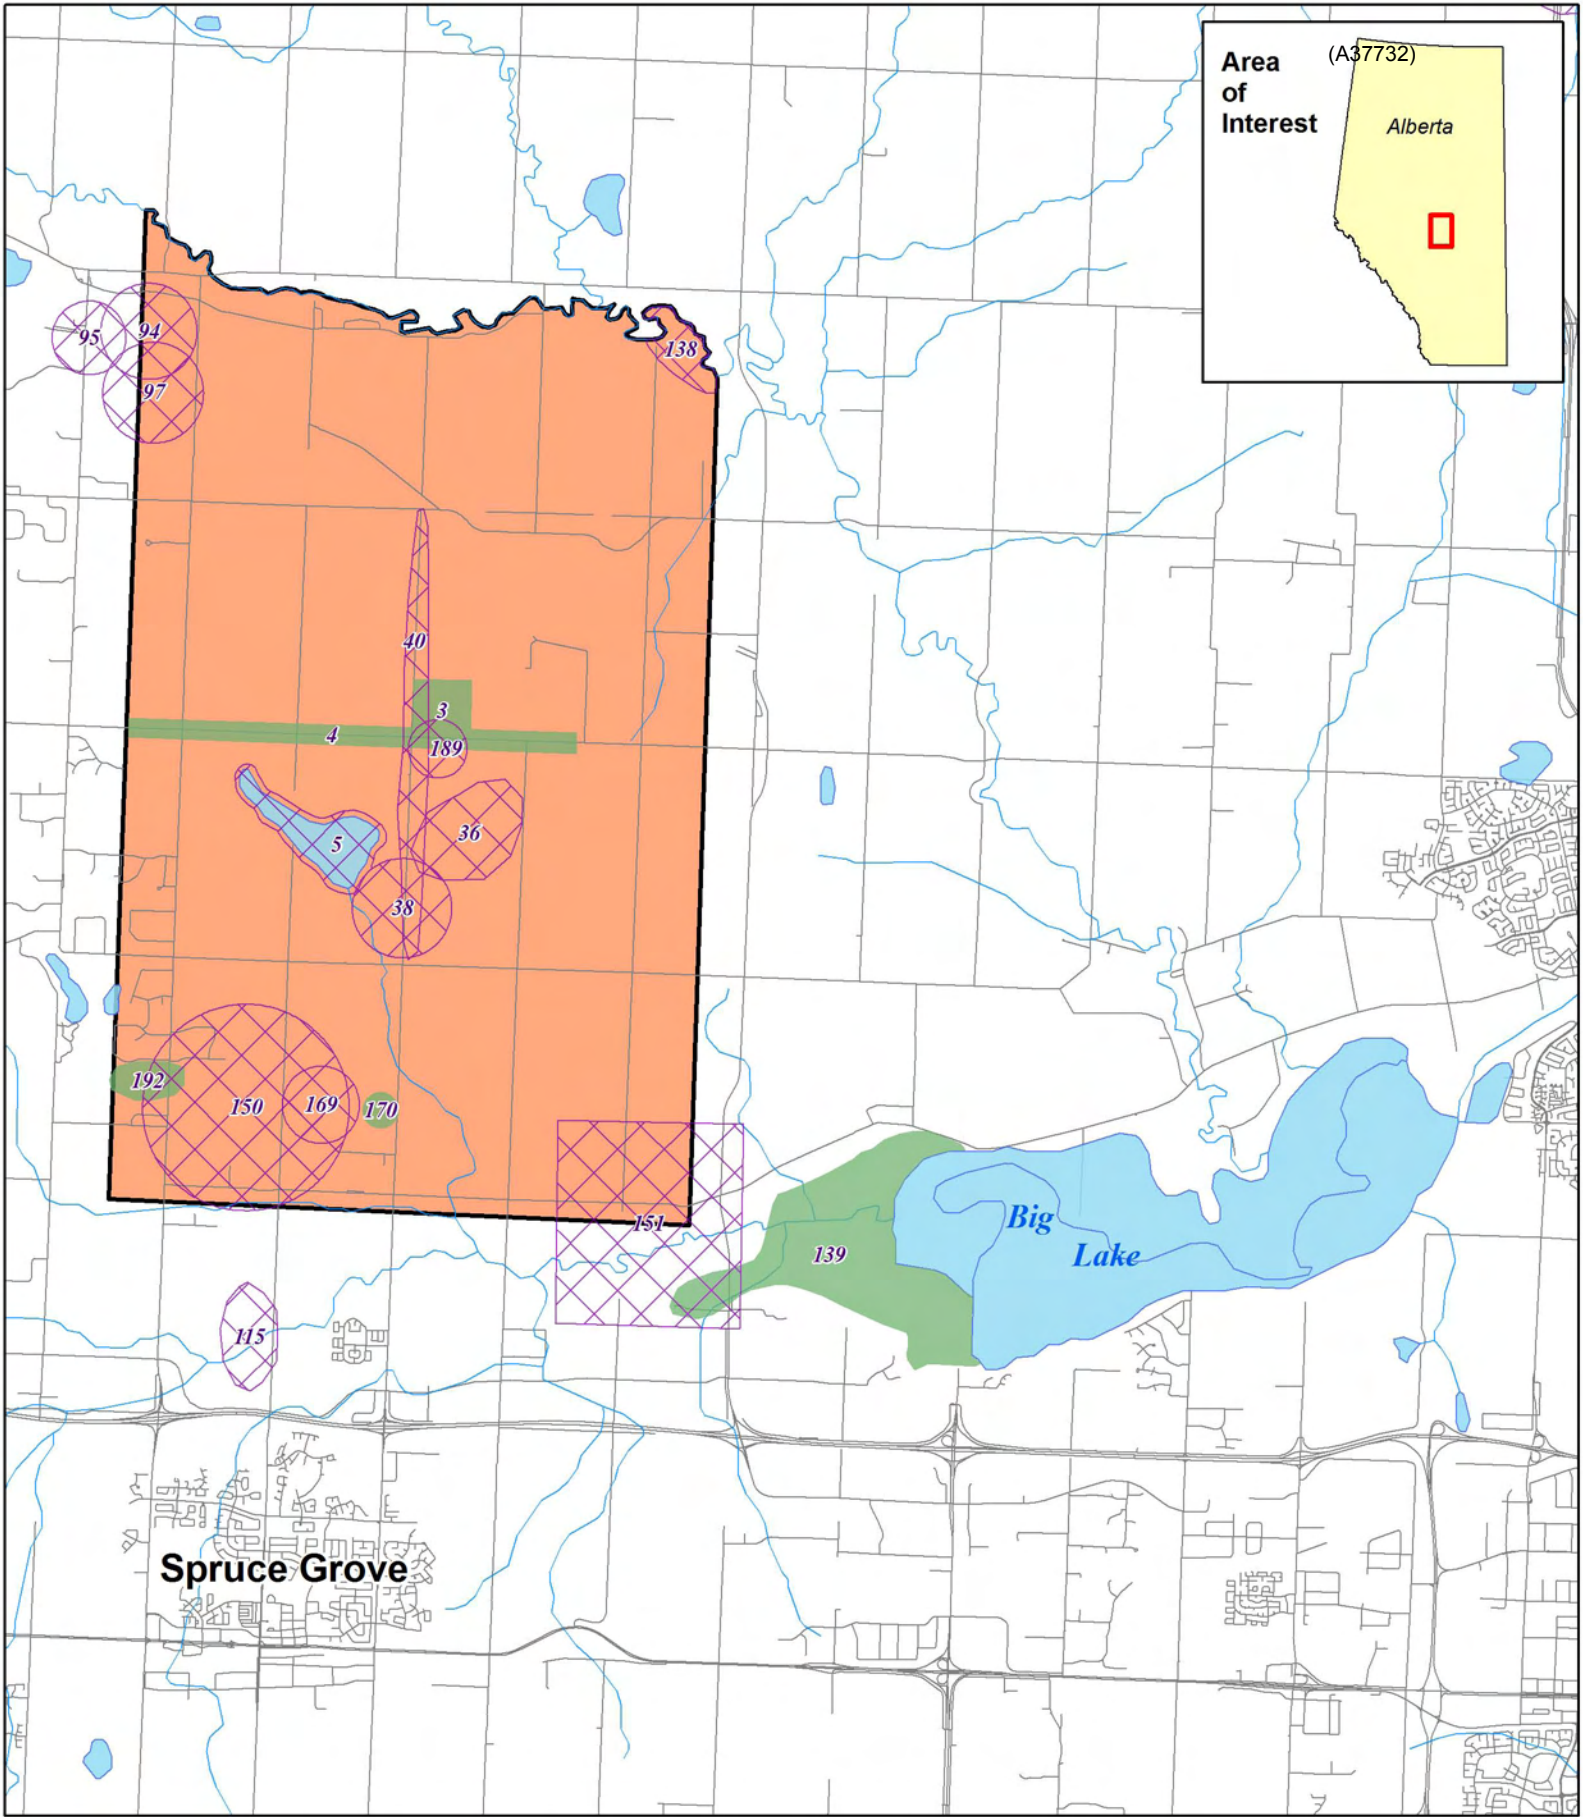 Area
of
Interest
(A37732)
Alberta
95
94
97
138
40
3
4
189
5
36
38
192
150
169
170
151
139
Big
Lake
115
Spruce Grove